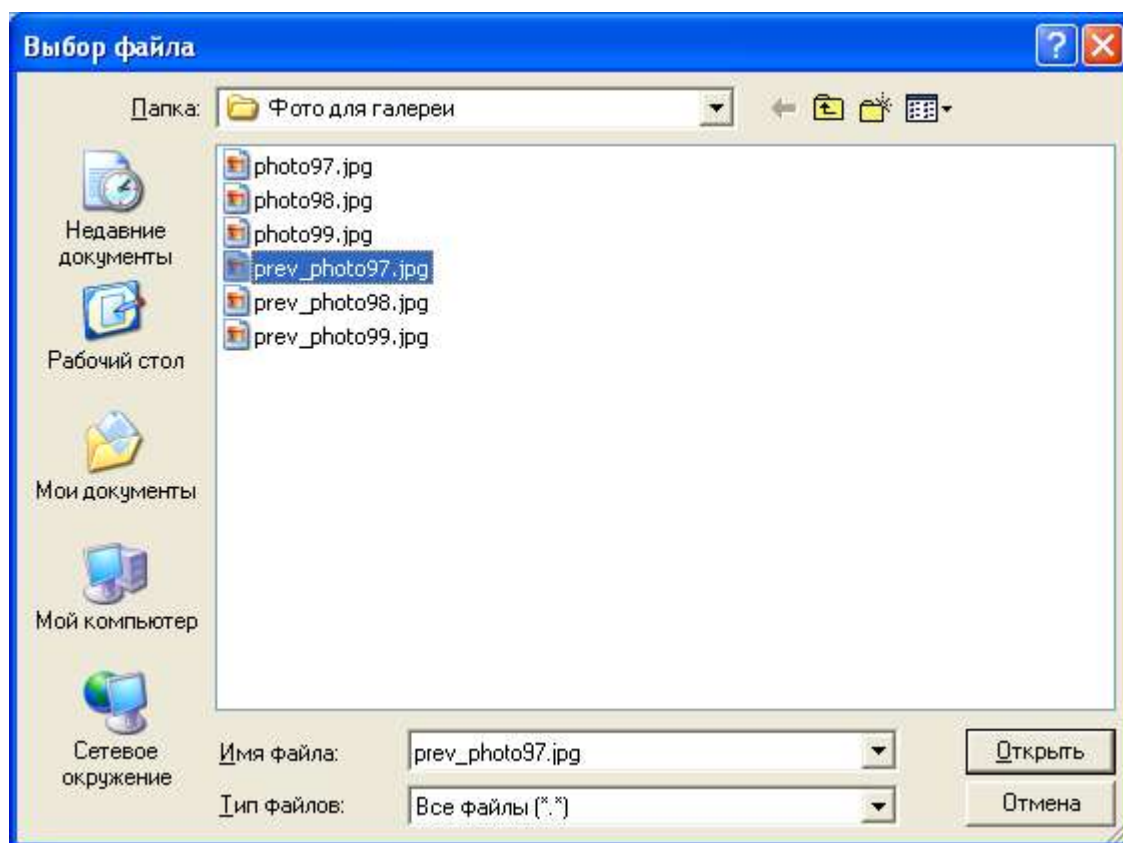 Выбор файла
Папка: Фото для галереи
photo97.jpg
photo98.jpg
photo99.jpg
prev_photo97.jpg
prev_photo98.jpg
prev_photo99.jpg
Недавние
документы
Рабочий стол
Мои документы
Мой компьютер
Сетевое
окружение
Имя файла: prev_photo97.jpg Открыть
Тип файлов: Все файлы (*.*) Отмена